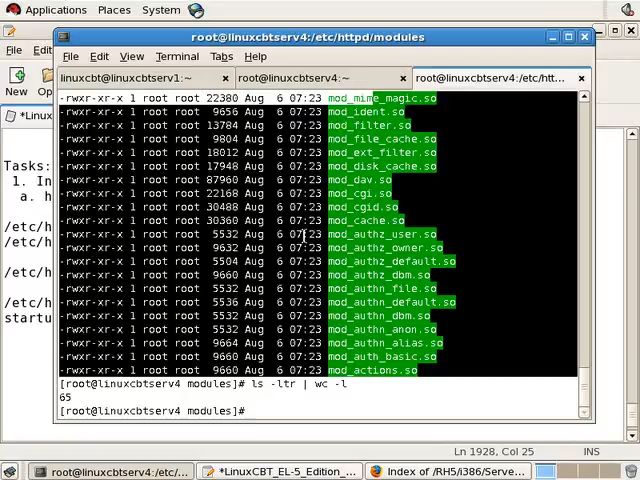 Applications Places System
root@linuxcbtserv4:/etc/httpd/modules
File Edit View Terminal Tabs Help
linuxcbt@linuxcbtserv1:~ root@linuxcbtserv4:~ root@linuxcbtserv4:/etc/htt...
File
New Op
*Linux
Tasks:
1. In
a. h
/etc/h
/etc/h
/etc/h
/etc/h
startu
-rwxr-xr-x 1 root root 22380 Aug 6 07:23 mod_mime_magic.so
-rwxr-xr-x 1 root root 9656 Aug 6 07:23 mod_ident.so
-rwxr-xr-x 1 root root 13784 Aug 6 07:23 mod_filter.so
-rwxr-xr-x 1 root root 9804 Aug 6 07:23 mod_file_cache.so
-rwxr-xr-x 1 root root 18012 Aug 6 07:23 mod_ext_filter.so
-rwxr-xr-x 1 root root 17948 Aug 6 07:23 mod_disk_cache.so
-rwxr-xr-x 1 root root 87960 Aug 6 07:23 mod_dav.so
-rwxr-xr-x 1 root root 22168 Aug 6 07:23 mod_cgi.so
-rwxr-xr-x 1 root root 30488 Aug 6 07:23 mod_cgid.so
-rwxr-xr-x 1 root root 30360 Aug 6 07:23 mod_cache.so
-rwxr-xr-x 1 root root 5532 Aug 6 07:23 mod_authz_user.so
-rwxr-xr-x 1 root root 9632 Aug 6 07:23 mod_authz_owner.so
-rwxr-xr-x 1 root root 5504 Aug 6 07:23 mod_authz_default.so
-rwxr-xr-x 1 root root 9660 Aug 6 07:23 mod_authz_dbm.so
-rwxr-xr-x 1 root root 5532 Aug 6 07:23 mod_authn_file.so
-rwxr-xr-x 1 root root 5536 Aug 6 07:23 mod_authn_default.so
-rwxr-xr-x 1 root root 5532 Aug 6 07:23 mod_authn_dbm.so
-rwxr-xr-x 1 root root 5532 Aug 6 07:23 mod_authn_anon.so
-rwxr-xr-x 1 root root 9664 Aug 6 07:23 mod_authn_alias.so
-rwxr-xr-x 1 root root 9660 Aug 6 07:23 mod_auth_basic.so
-rwxr-xr-x 1 root root 9660 Aug 6 07:23 mod_actions.so
[root@linuxcbtserv4 modules]# ls -ltr | wc -l
65
[root@linuxcbtserv4 modules]#
Ln 1928, Col 25 INS
root@linuxcbtserv4:/etc/... *LinuxCBT_EL-5_Edition_... Index of /RH5/i386/Serve...